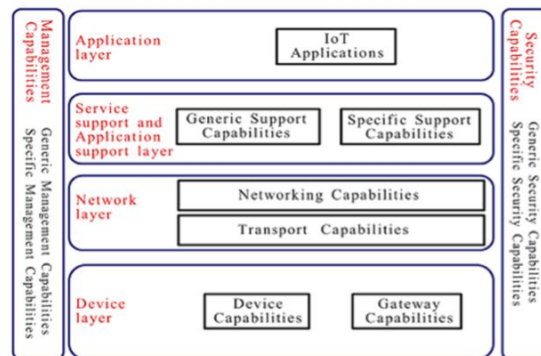 Management
Capabilities
Generic Management Capabilities
Specific Management Capabilities
Application
layer
IoT
Applications
Service
support and
Application
support layer
Generic Support
Capabilities
Specific Support
Capabilities
Network
layer
Networking Capabilities
Transport Capabilities
Device
layer
Device
Capabilities
Gateway
Capabilities
Security
Capabilities
Generic Security Capabilities
Specific Security Capabilities